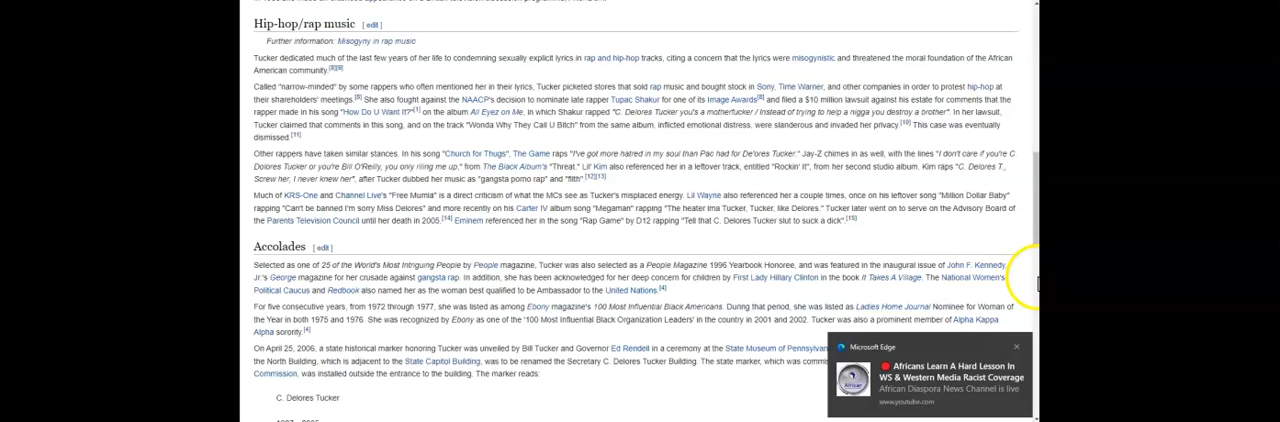 Hip-hop/rap music [ edit ]
Further information: Misogyny in rap music
Tucker dedicated much of the last few years of her life to condemning sexually explicit lyrics in rap and hip-hop tracks, citing a concern that the lyrics were misogynistic and threatened the moral foundation of the African
American community.[8][9]
Called "narrow-minded" by some rappers who often mentioned her in their lyrics, Tucker picketed stores that sold rap music and bought stock in Sony, Time Warner, and other companies in order to protest hip-hop at
their shareholders' meetings.[8] She also fought against the NAACP's decision to nominate late rapper Tupac Shakur for one of its Image Awards[8] and filed a $10 million lawsuit against his estate for comments that the
rapper made in his song "How Do U Want It?"[1] on the album All Eyez on Me, in which Shakur rapped "C. Delores Tucker you's a motherfucker / Instead of trying to help a nigga you destroy a brother". In her lawsuit,
Tucker claimed that comments in this song, and on the track "Wonda Why They Call U Bitch" from the same album, inflicted emotional distress, were slanderous and invaded her privacy.[10] This case was eventually
dismissed.[11]
Other rappers have taken similar stances. In his song "Church for Thugs", The Game raps "I've got more hatred in my soul than Pac had for De'ores Tucker." Jay-Z chimes in as well, with the lines "I don't care if you're C.
Delores Tucker or you're Bill O'Reilly, you only riling me up," from The Black Album's "Threat." Lil' Kim also referenced her in a leftover track, entitled "Rockin' It", from her second studio album. Kim raps "C. Delores T.,
Screw her, I never knew her", after Tucker dubbed her music as "gangsta porno rap" and "filth".[12][13]
Much of KRS-One and Channel Live's "Free Mumia" is a direct criticism of what the MCs see as Tucker's misplaced energy. Lil Wayne also referenced her a couple times, once on his leftover song "Million Dollar Baby"
rapping "Can't be banned I'm sorry Miss Delores" and more recently on his Carter IV album song "Megaman" rapping "The heater ima Tucker, Tucker, like Delores." Tucker later went on to serve on the Advisory Board of
the Parents Television Council until her death in 2005.[14] Eminem referenced her in the song "Rap Game" by D12 rapping "Tell that C. Delores Tucker slut to suck a dick".[15]
Accolades [ edit ]
Selected as one of 25 of the World's Most Intriguing People by People magazine, Tucker was also selected as a People Magazine 1996 Yearbook Honoree, and was featured in the inaugural issue of John F. Kennedy,
Jr.'s George magazine for her crusade against gangsta rap. In addition, she has been acknowledged for her deep concern for children by First Lady Hillary Clinton in the book It Takes A Village. The National Women's
Political Caucus and Redbook also named her as the woman best qualified to be Ambassador to the United Nations.[4]
For five consecutive years, from 1972 through 1977, she was listed as among Ebony magazine's 100 Most Influential Black Americans. During that period, she was listed as Ladies Home Journal Nominee for Woman of
the Year in both 1975 and 1976. She was recognized by Ebony as one of the "100 Most Influential Black Organization Leaders" in the country in 2001 and 2002. Tucker was also a prominent member of Alpha Kappa
Alpha sorority.[4]
On April 25, 2006, a state historical marker honoring Tucker was unveiled by Bill Tucker and Governor Ed Rendell in a ceremony at the State Museum of Pennsylvan
the North Building, which is adjacent to the State Capitol Building, was to be renamed the Secretary C. Delores Tucker Building. The state marker, which was commi
Commission, was installed outside the entrance to the building. The marker reads:
C. Delores Tucker
Microsoft Edge
Africans Learn A Hard Lesson In
WS & Western Media Racist Coverage
African Diaspora News Channel is live
www.youtube.com
African